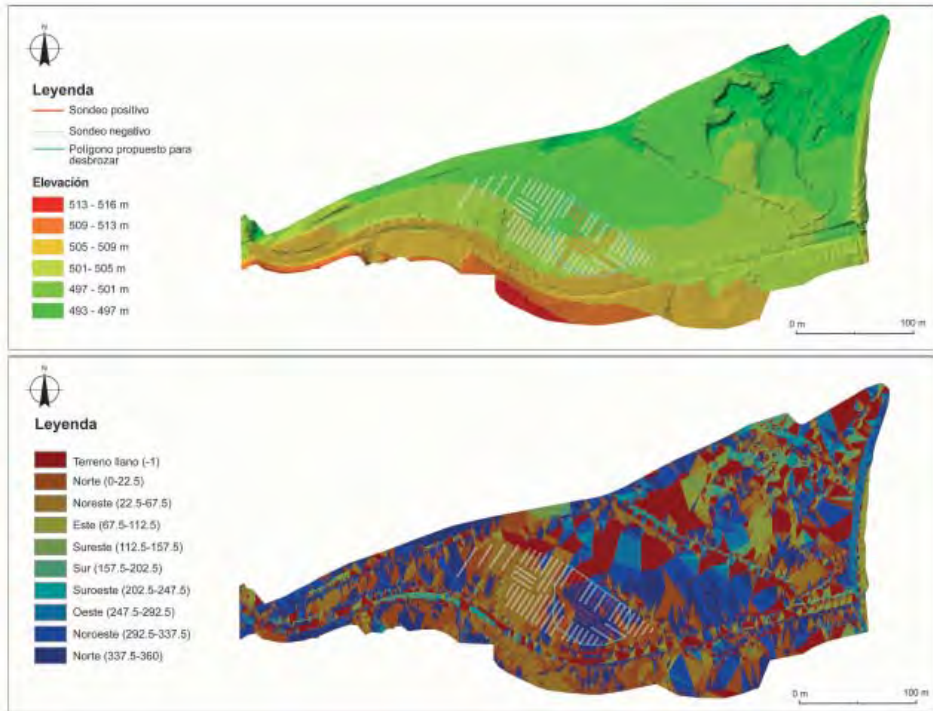 N
Leyenda
Sondeo positivo
Sondeo negativo
Polígono propuesto para
desbrozar
Elevación
513 - 516 m
509 - 513 m
505 - 509 m
501- 505 m
497 - 501 m
493 - 497 m
0 m 100 m
N
Leyenda
Terreno llano (-1)
Norte (0-22.5)
Noreste (22.5-67.5)
Este (67.5-112.5)
Sureste (112.5-157.5)
Sur (157.5-202.5)
Suroeste (202.5-247.5)
Oeste (247.5-292.5)
Noroeste (292.5-337.5)
Norte (337.5-360)
0 m 100 m